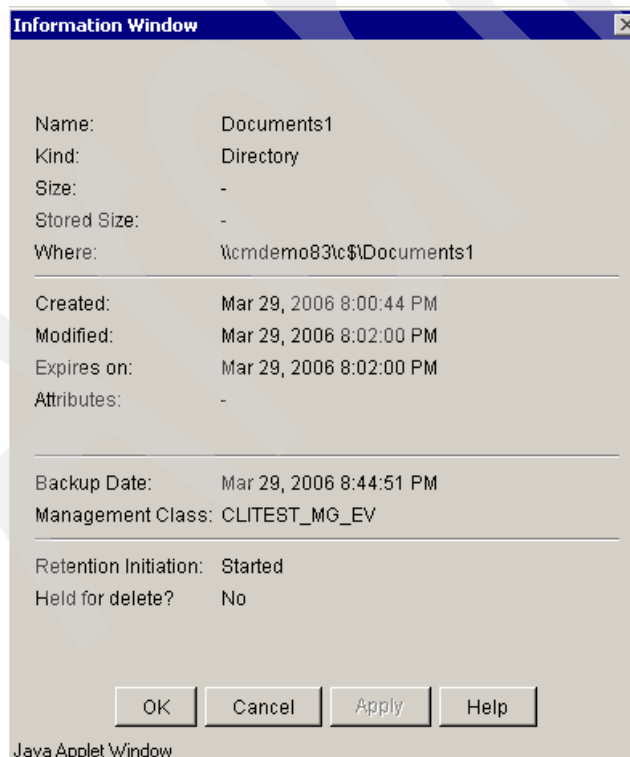 Information Window
Name: Documents1
Kind: Directory
Size: -
Stored Size: -
Where: \\cmdemo83\c$\Documents1
Created: Mar 29, 2006 8:00:44 PM
Modified: Mar 29, 2006 8:02:00 PM
Expires on: Mar 29, 2006 8:02:00 PM
Attributes: -
Backup Date: Mar 29, 2006 8:44:51 PM
Management Class: CLITEST_MG_EV
Retention Initiation: Started
Held for delete? No
OK Cancel Apply Help
Java Applet Window